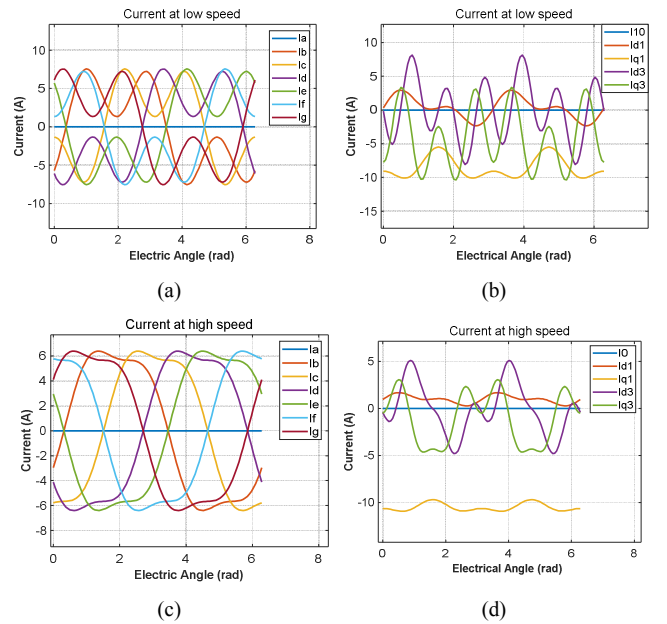 Current at low speed
Current (A)
10
5
0
-5
-10
0 2 4 6 8
Electric Angle (rad)
Ia
Ib
Ic
Id
Ie
If
Ig
(a)
Current at low speed
Current (A)
10
5
0
-5
-10
-15
0 2 4 6
Electrical Angle (rad)
I10
Id1
Iq1
Id3
Iq3
(b)
Current at high speed
Current (A)
6
4
2
0
-2
-4
-6
-8
0 2 4 6 8
Electric Angle (rad)
Ia
Ib
Ic
Id
Ie
If
Ig
(c)
Current at high speed
Current (A)
5
0
-5
-10
0 2 4 6 8
Electrical Angle (rad)
I0
Id1
Iq1
Id3
Iq3
(d)